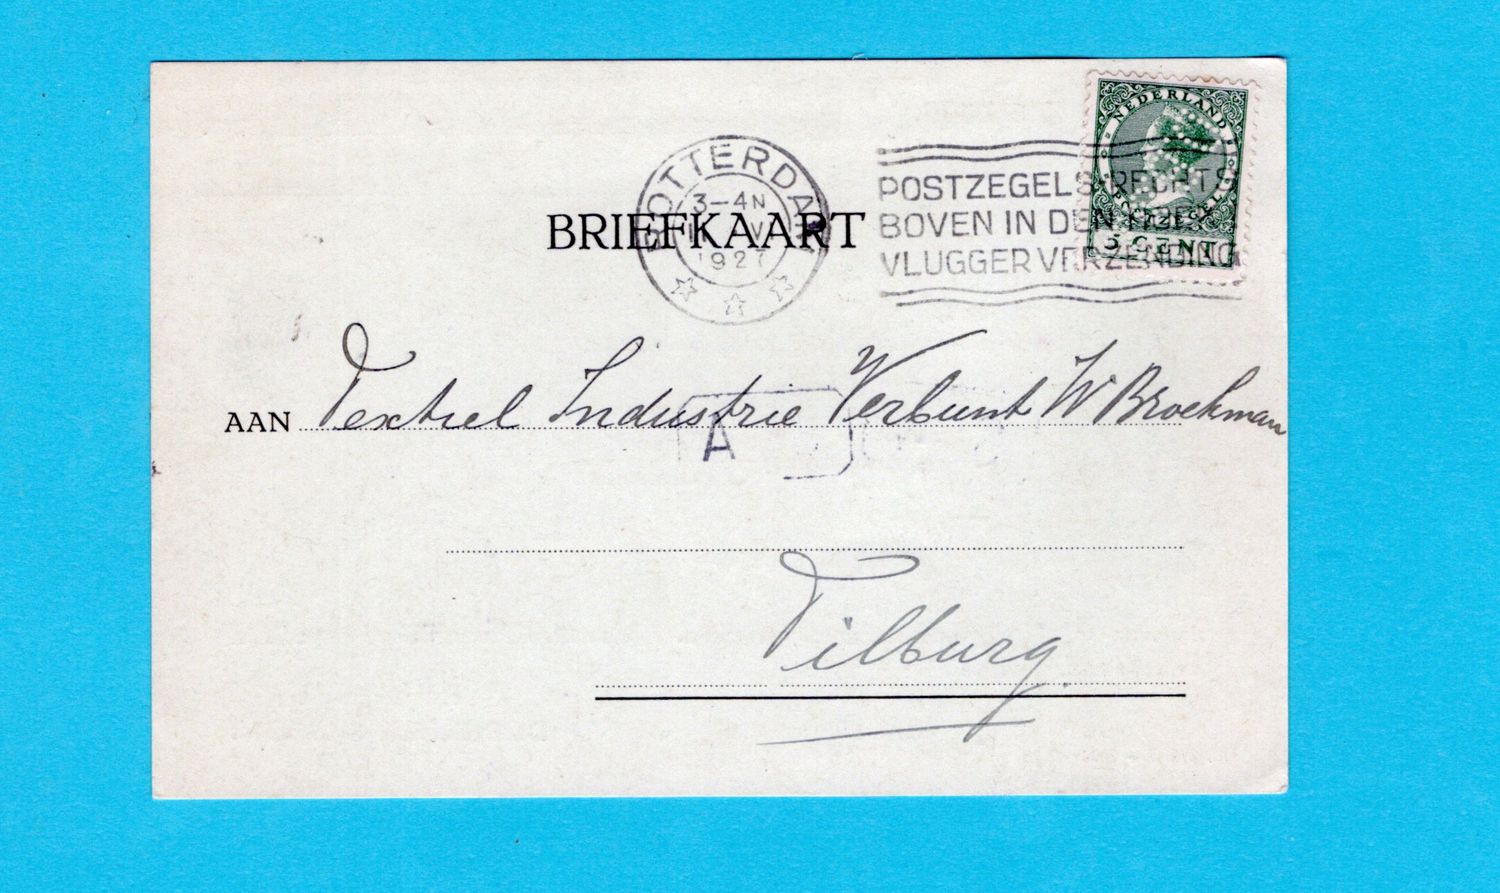 NEDERLAND
POSTZEGEL
5 CENT
ROTTERDAM
3–4N
1927
POSTZEGELS RECHTS
BOVEN IN DEN HOEK
VLUGGER VERZENDING
BRIEFKAART
AAN Textiel Industrie Verbunt W Broekman
A
Tilburg.